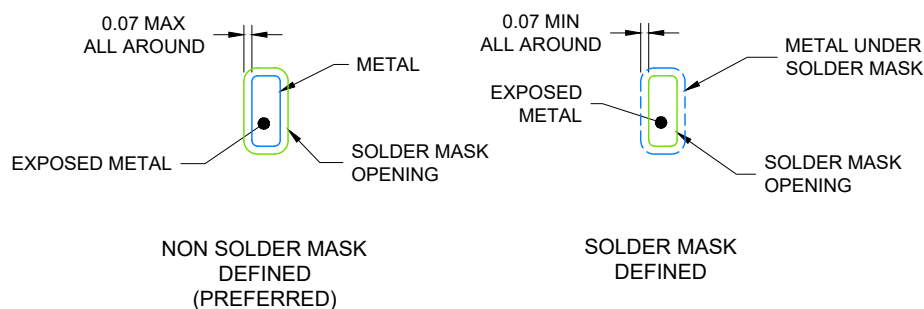 0.07 MAX
ALL AROUND
METAL
EXPOSED METAL
SOLDER MASK
OPENING
NON SOLDER MASK
DEFINED
(PREFERRED)
0.07 MIN
ALL AROUND
METAL UNDER
SOLDER MASK
EXPOSED
METAL
SOLDER MASK
OPENING
SOLDER MASK
DEFINED